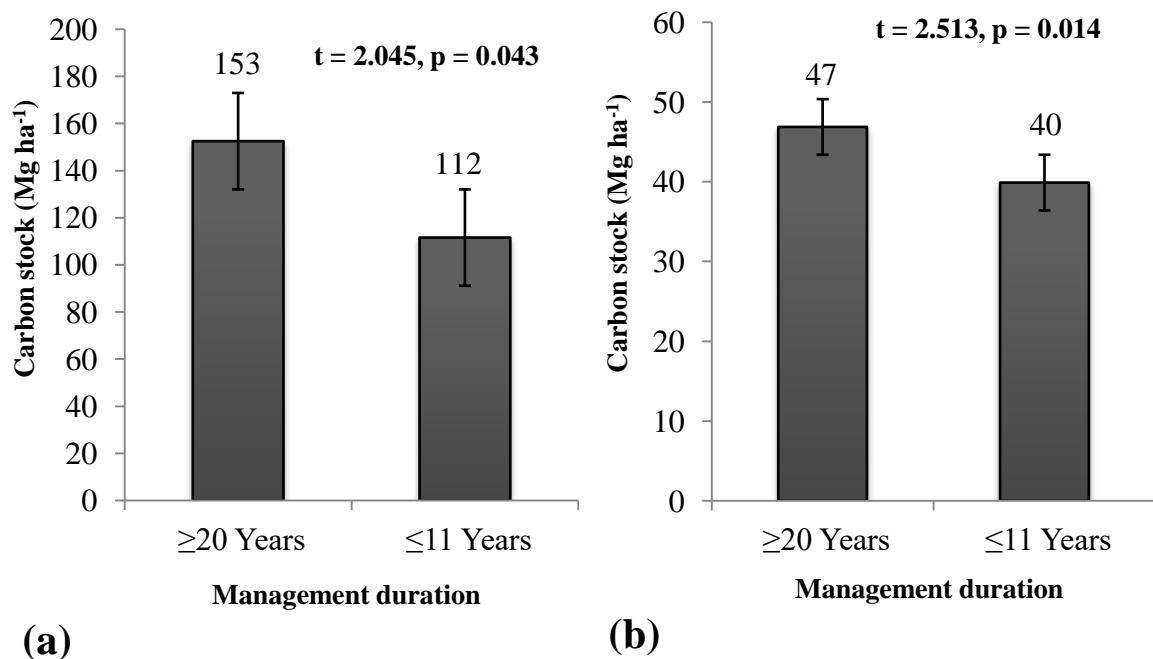 t = 2.045, p = 0.043
Carbon stock (Mg ha⁻¹)
200
180
160
140
120
100
80
60
40
20
0
153
112
≥20 Years
≤11 Years
Management duration
(a)
t = 2.513, p = 0.014
Carbon stock (Mg ha⁻¹)
60
50
40
30
20
10
0
47
40
≥20 Years
≤11 Years
Management duration
(b)